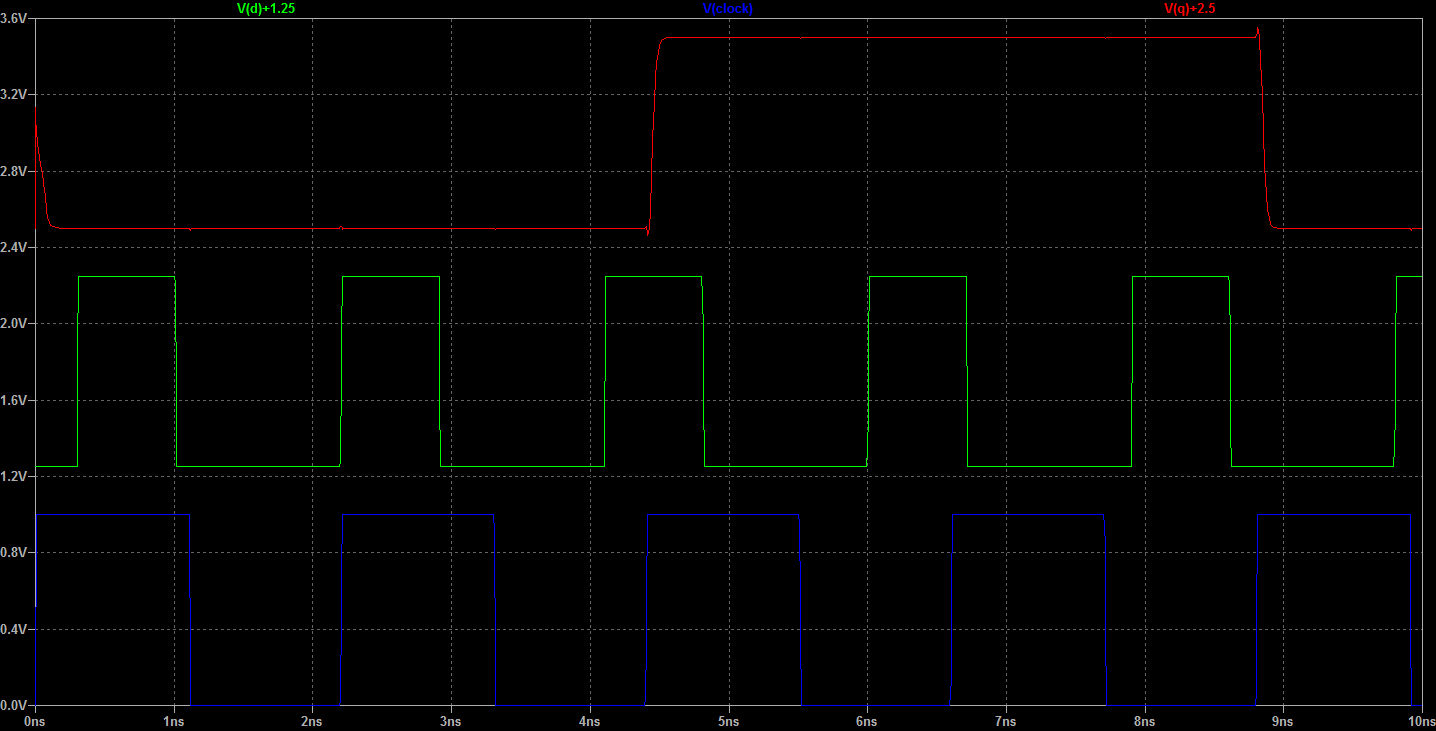 V(d)+1.25 V(clock) V(q)+2.5
3.6V
3.2V
2.8V
2.4V
2.0V
1.6V
1.2V
0.8V
0.4V
0.0V
0ns 1ns 2ns 3ns 4ns 5ns 6ns 7ns 8ns 9ns 10ns